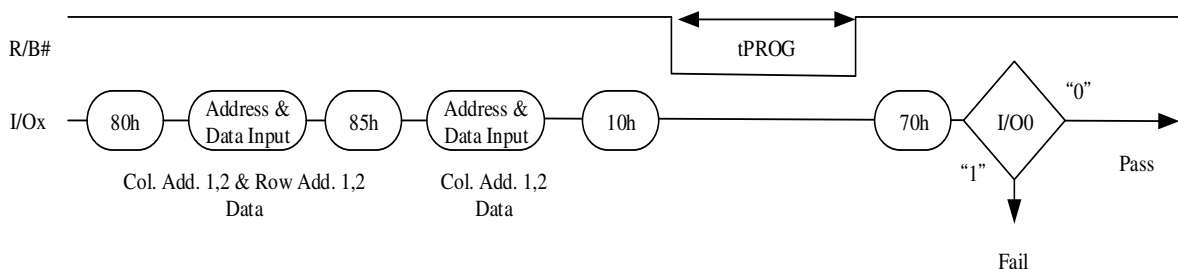 R/B#
tPROG
I/Ox
80h
Address &
Data Input
85h
Address &
Data Input
10h
70h
I/O0
“0”
“1”
Pass
Col. Add. 1,2 & Row Add. 1,2
Data
Col. Add. 1,2
Data
Fail